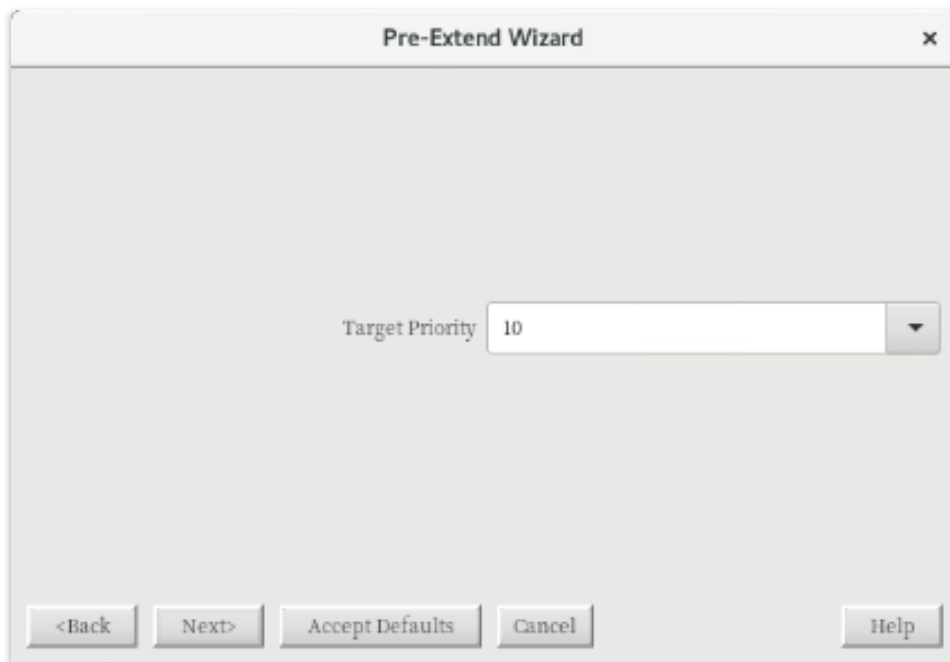 Pre-Extend Wizard ×
Target Priority 10
<Back Next> Accept Defaults Cancel Help